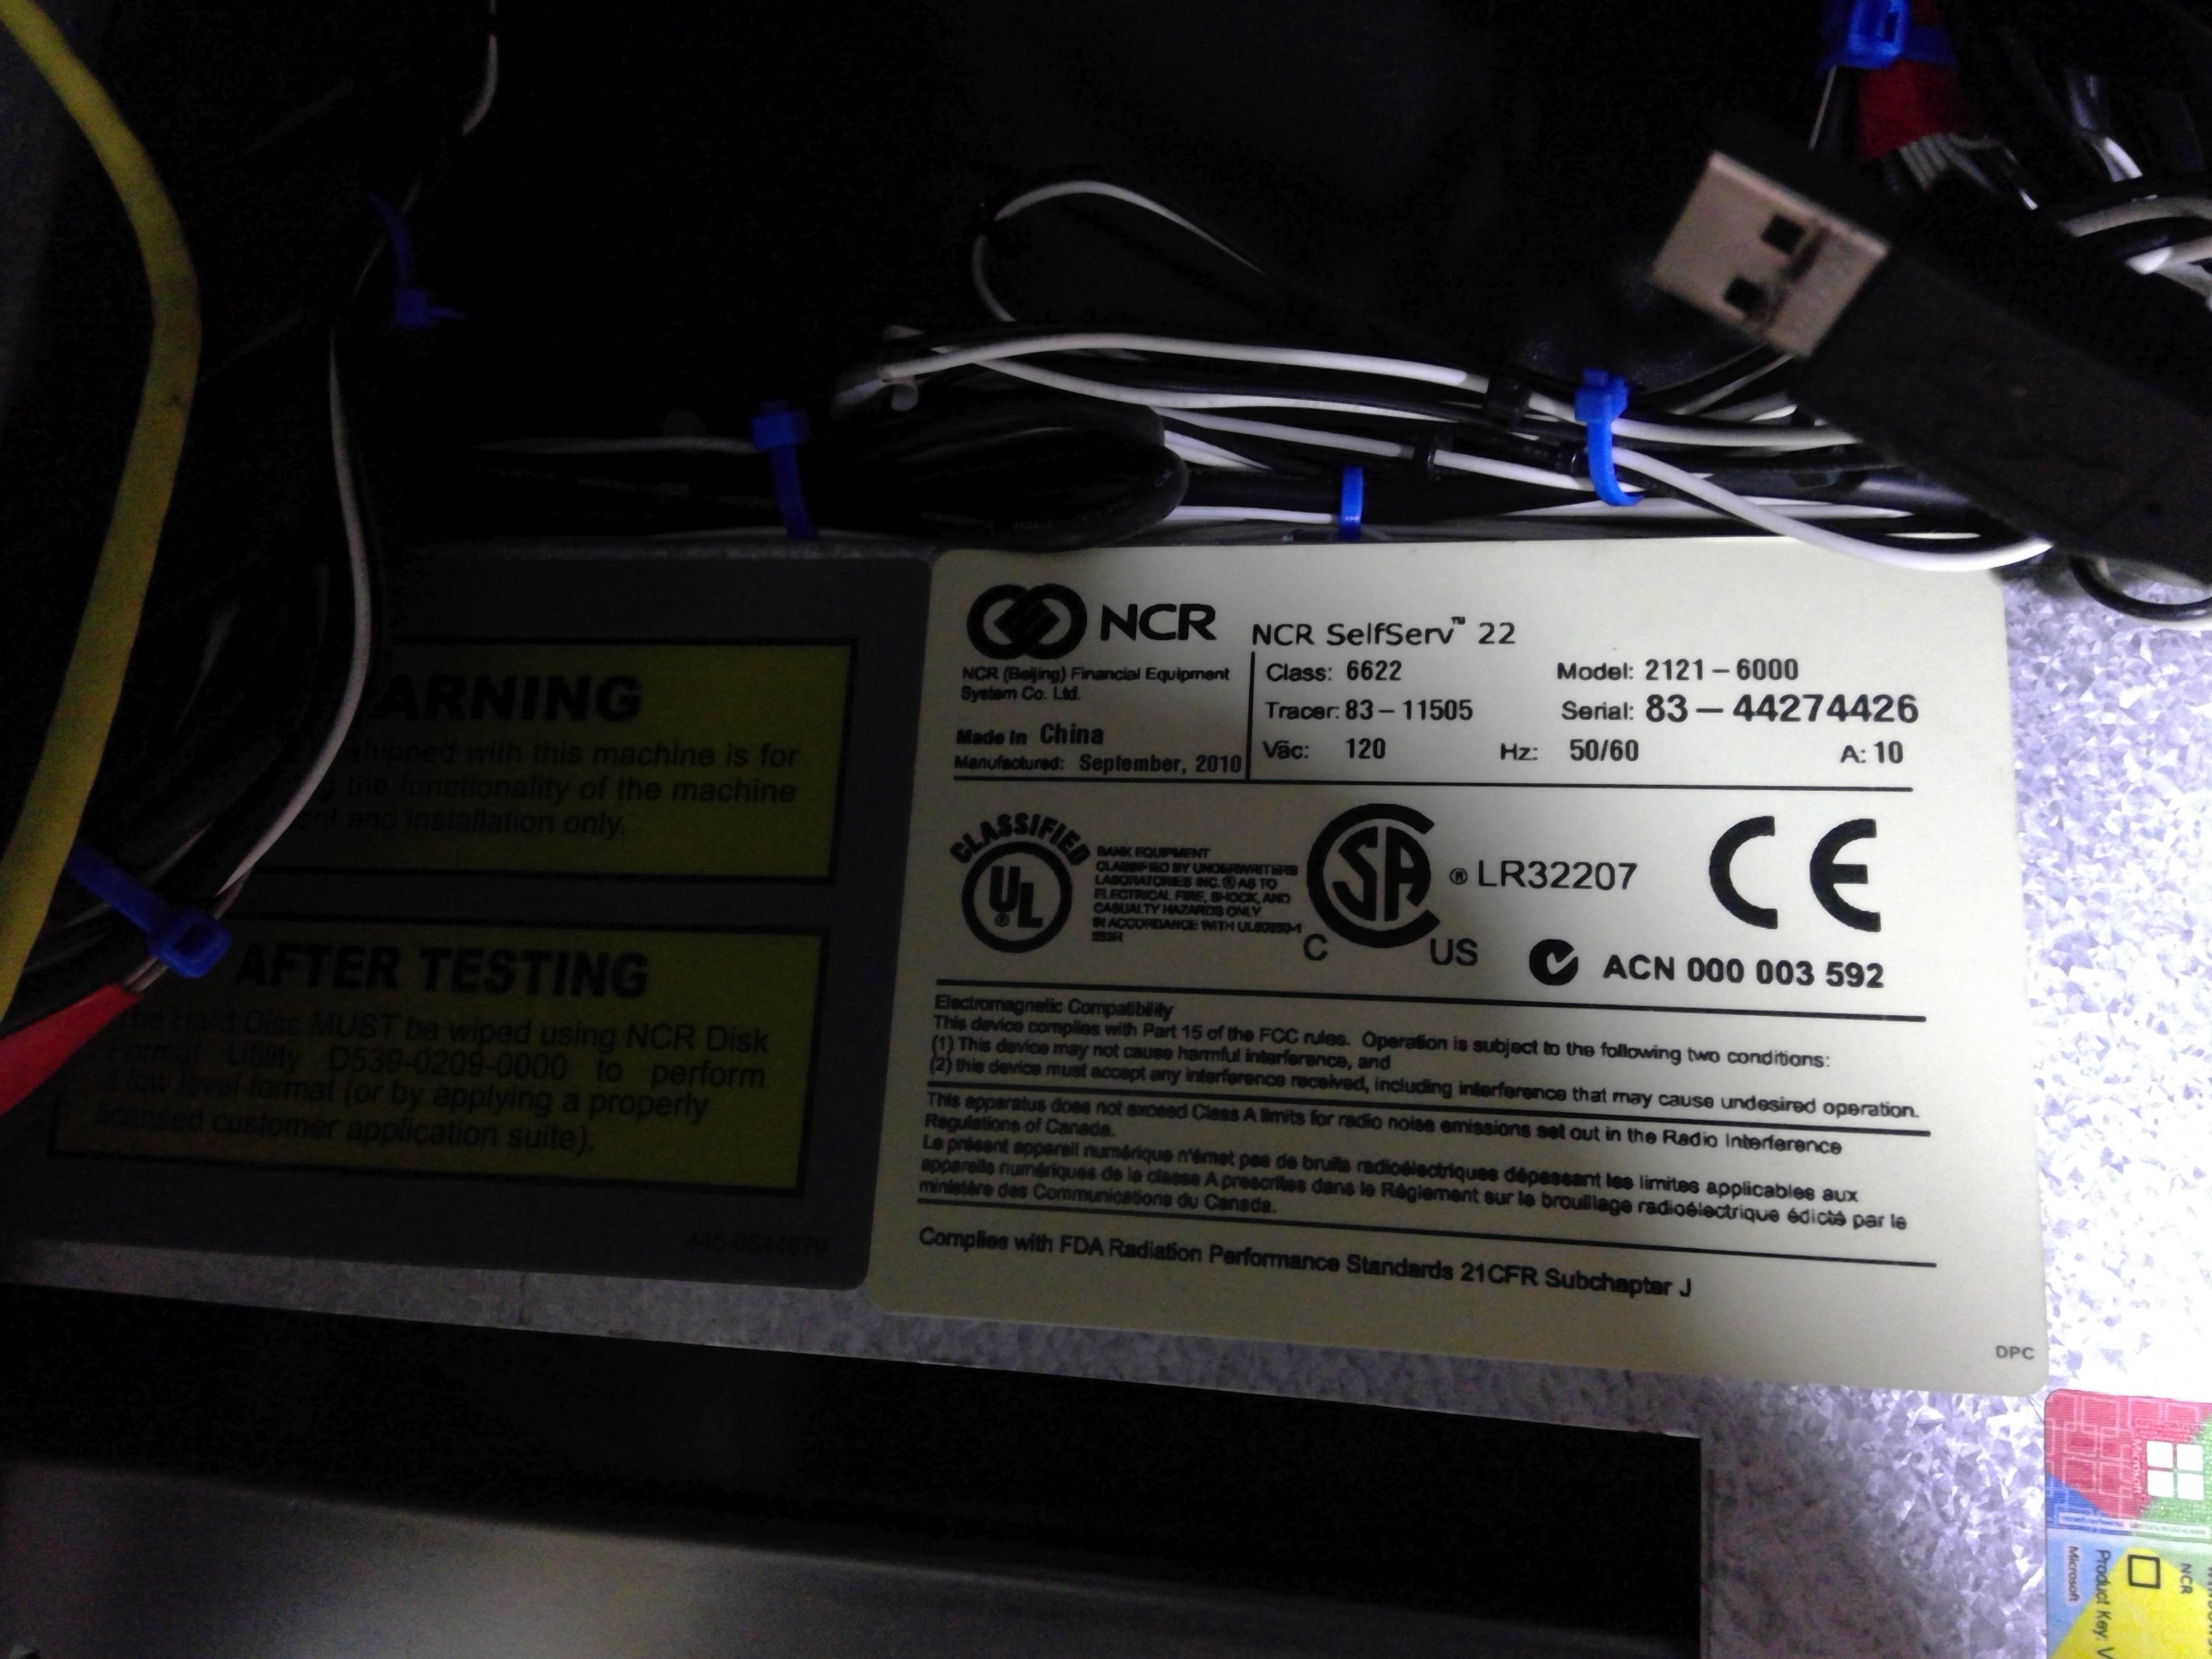 ARNING
shipped with this machine is for
the functionality of the machine
and installation only.
AFTER TESTING
The Hard Disc MUST be wiped using NCR Disk
Format Utility D539-0209-0000 to perform
a low level format (or by applying a properly
licensed customer application suite).
445-0644879
NCR
NCR (Beijing) Financial Equipment
System Co. Ltd.
Made In China
Manufactured: September, 2010
NCR SelfServ™ 22
Class: 6622 Model: 2121-6000
Tracer: 83-11505 Serial: 83-44274426
Vac: 120 Hz: 50/60 A: 10
CLASSIFIED
UL ®
BANK EQUIPMENT
CLASSIFIED BY UNDERWRITERS
LABORATORIES INC.® AS TO
ELECTRICAL FIRE, SHOCK, AND
CASUALTY HAZARDS ONLY
IN ACCORDANCE WITH UL60950-1
C SA US ® LR32207
CE
ACN 000 003 592
Electromagnetic Compatibility
This device complies with Part 15 of the FCC rules. Operation is subject to the following two conditions:
(1) This device may not cause harmful interference, and
(2) this device must accept any interference received, including interference that may cause undesired operation.
This apparatus does not exceed Class A limits for radio noise emissions set out in the Radio Interference
Regulations of Canada.
Le présent appareil numérique n'émet pas de bruits radioélectriques dépassant les limites applicables aux
appareils numériques de la classe A prescrites dans le Réglement sur le brouillage radioélectrique édicté par le
ministère des Communications du Canada.
Complies with FDA Radiation Performance Standards 21CFR Subchapter J
DPC
Microsoft
NCR
Product Key: V
Microsoft